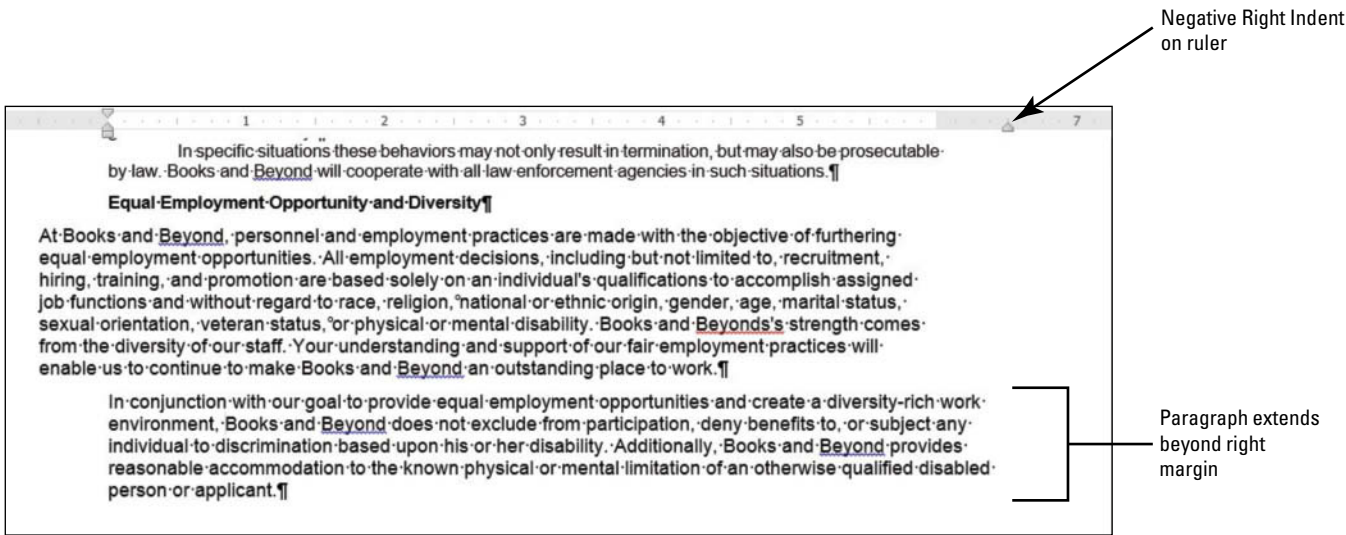 Negative Right Indent
on ruler
1 2 3 4 5 7
In·specific·situations·these·behaviors·may·not·only·result·in·termination,·but·may·also·be·prosecutable·
by·law.·Books·and·Beyond·will·cooperate·with·all·law·enforcement·agencies·in·such·situations.¶
Equal·Employment·Opportunity·and·Diversity¶
At·Books·and·Beyond,·personnel·and·employment·practices·are·made·with·the·objective·of·furthering·
equal·employment·opportunities.·All·employment·decisions,·including·but·not·limited·to,·recruitment,·
hiring,·training,·and·promotion·are·based·solely·on·an·individual's·qualifications·to·accomplish·assigned·
job·functions·and·without·regard·to·race,·religion,°national·or·ethnic·origin,·gender,·age,·marital·status,·
sexual·orientation,·veteran·status,°or·physical·or·mental·disability.·Books·and·Beyonds's·strength·comes·
from·the·diversity·of·our·staff.·Your·understanding·and·support·of·our·fair·employment·practices·will·
enable·us·to·continue·to·make·Books·and·Beyond·an·outstanding·place·to·work.¶
In·conjunction·with·our·goal·to·provide·equal·employment·opportunities·and·create·a·diversity-rich·work·
environment,·Books·and·Beyond·does·not·exclude·from·participation,·deny·benefits·to,·or·subject·any·
individual·to·discrimination·based·upon·his·or·her·disability.·Additionally,·Books·and·Beyond·provides·
reasonable·accommodation·to·the·known·physical·or·mental·limitation·of·an·otherwise·qualified·disabled·
person·or·applicant.¶
Paragraph extends
beyond right
margin